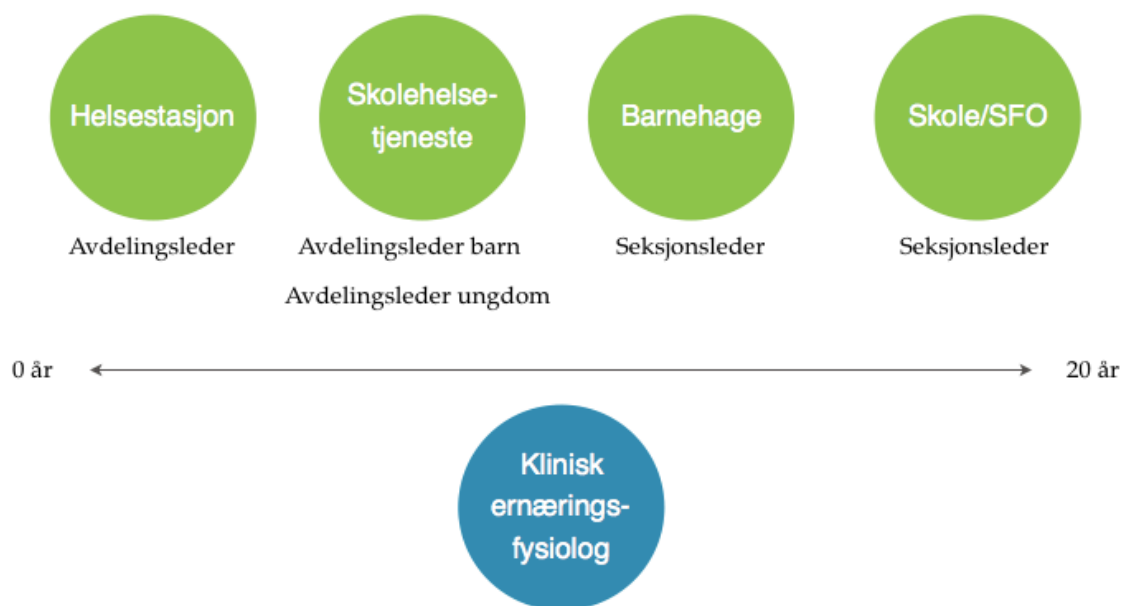 Helsestasjon
Skolehelse-
tjeneste
Barnehage
Skole/SFO
Avdelingsleder
Avdelingsleder barn
Avdelingsleder ungdom
Seksjonsleder
Seksjonsleder
0 år
20 år
Klinisk
ernærings-
fysiolog